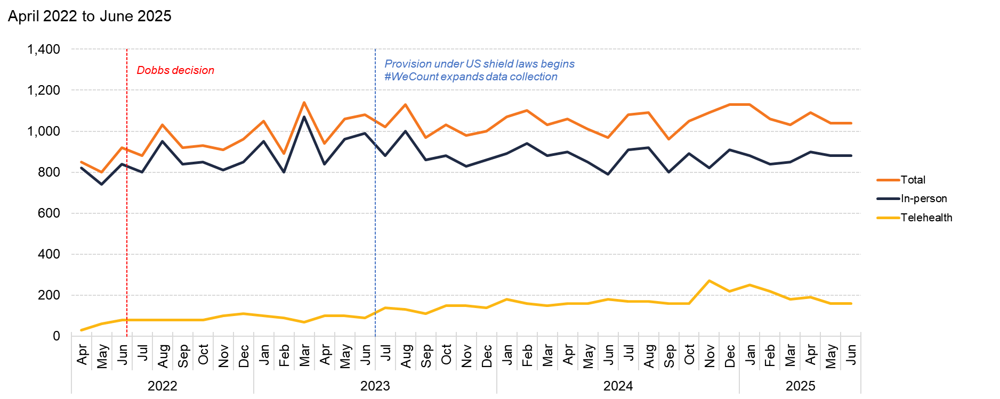 April 2022 to June 2025
1,400
1,200
1,000
800
600
400
200
0
Dobbs decision
Provision under US shield laws begins
#WeCount expands data collection
Total
In-person
Telehealth
Apr May Jun Jul Aug Sep Oct Nov Dec Jan Feb Mar Apr May Jun Jul Aug Sep Oct Nov Dec Jan Feb Mar Apr May Jun Jul Aug Sep Oct Nov Dec Jan Feb Mar Apr May Jun
2022 2023 2024 2025